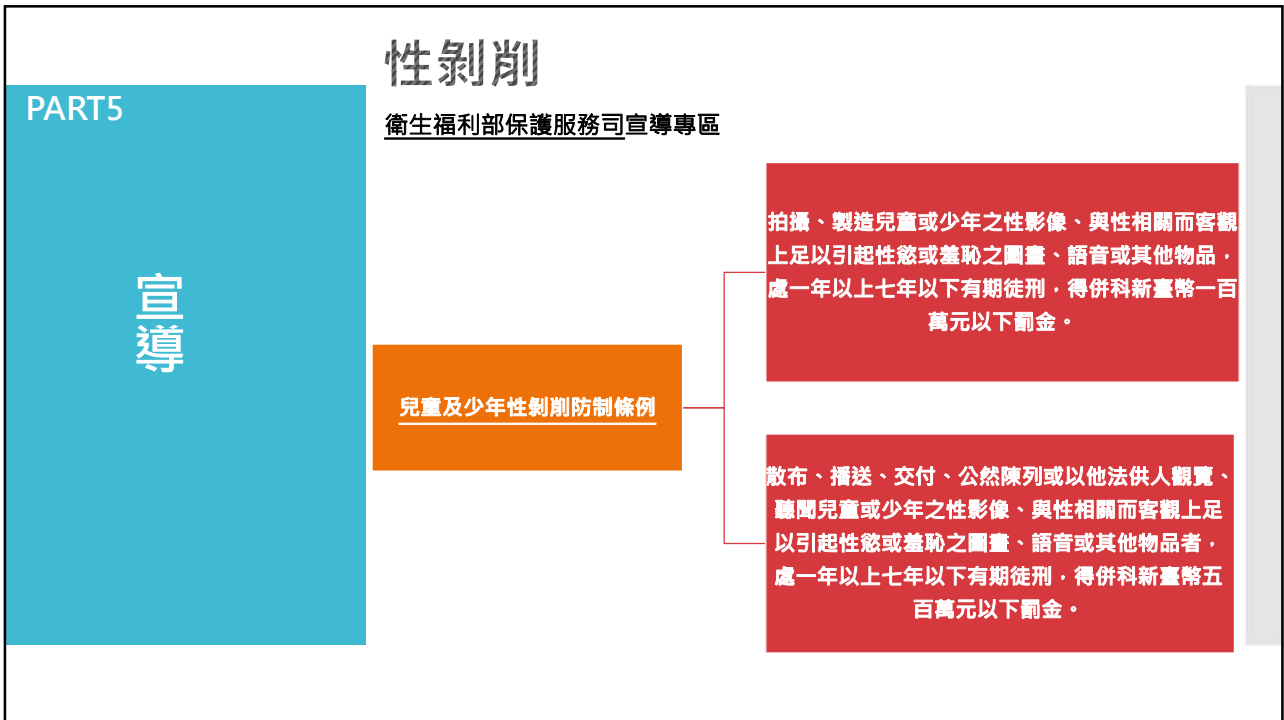 性剝削
PART5
衛生福利部保護服務司宣導專區
拍攝、製造兒童或少年之性影像、與性相關而客觀
上足以引起性慾或羞恥之圖畫、語音或其他物品，
處一年以上七年以下有期徒刑，得併科新臺幣一百
萬元以下罰金。
宣
導
兒童及少年性剝削防制條例
散布、播送、交付、公然陳列或以他法供人觀覽、
聽聞兒童或少年之性影像、與性相關而客觀上足
以引起性慾或羞恥之圖畫、語音或其他物品者，
處一年以上七年以下有期徒刑，得併科新臺幣五
百萬元以下罰金。